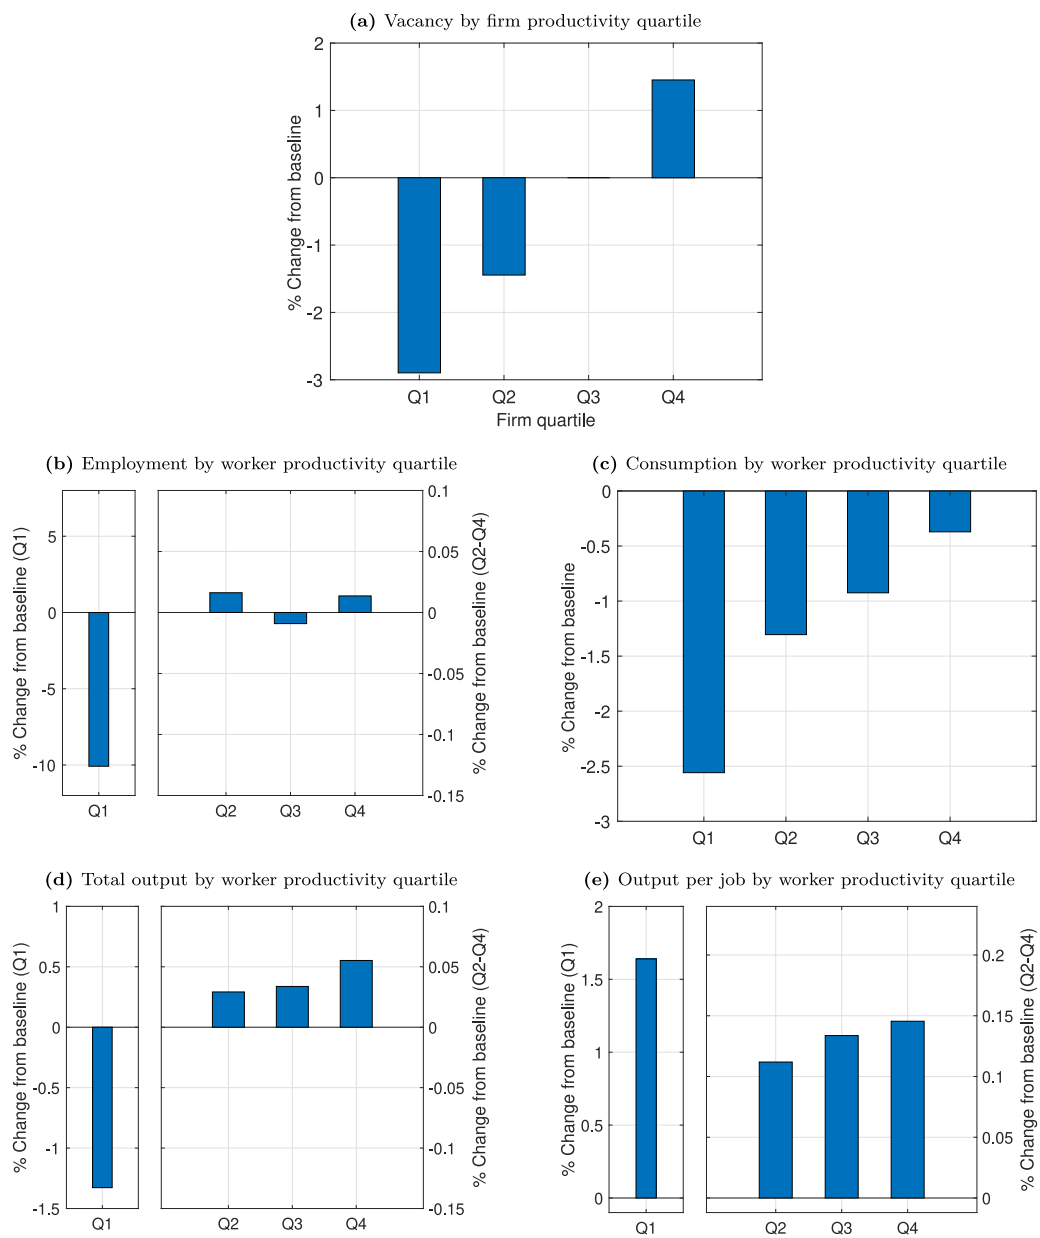 (a) Vacancy by firm productivity quartile
2
1
0
-1
-2
-3
% Change from baseline
Q1 Q2 Q3 Q4
Firm quartile
(b) Employment by worker productivity quartile
5
0
-5
-10
% Change from baseline (Q1)
Q1
0.1
0.05
0
-0.05
-0.1
-0.15
% Change from baseline (Q2-Q4)
Q2 Q3 Q4
(c) Consumption by worker productivity quartile
0
-0.5
-1
-1.5
-2
-2.5
-3
% Change from baseline
Q1 Q2 Q3 Q4
(d) Total output by worker productivity quartile
1
0.5
0
-0.5
-1
-1.5
% Change from baseline (Q1)
Q1
0.1
0.05
0
-0.05
-0.1
-0.15
% Change from baseline (Q2-Q4)
Q2 Q3 Q4
(e) Output per job by worker productivity quartile
2
1.5
1
0.5
0
% Change from baseline (Q1)
Q1
0.2
0.15
0.1
0.05
0
% Change from baseline (Q2-Q4)
Q2 Q3 Q4